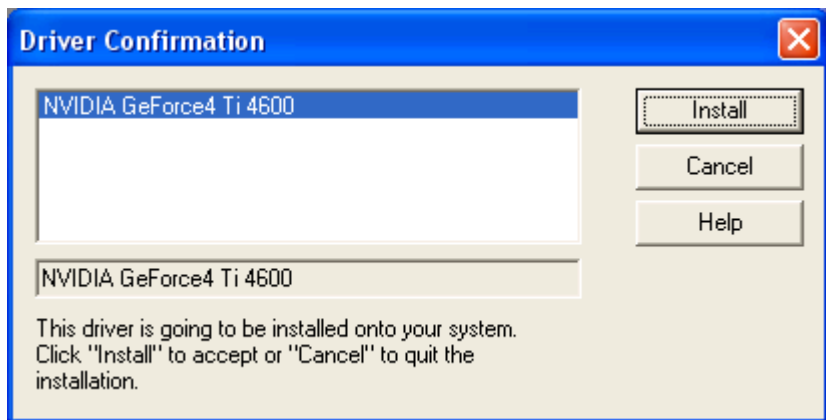 Driver Confirmation
NVIDIA GeForce4 Ti 4600
Install
Cancel
Help
NVIDIA GeForce4 Ti 4600
This driver is going to be installed onto your system.
Click "Install" to accept or "Cancel" to quit the
installation.